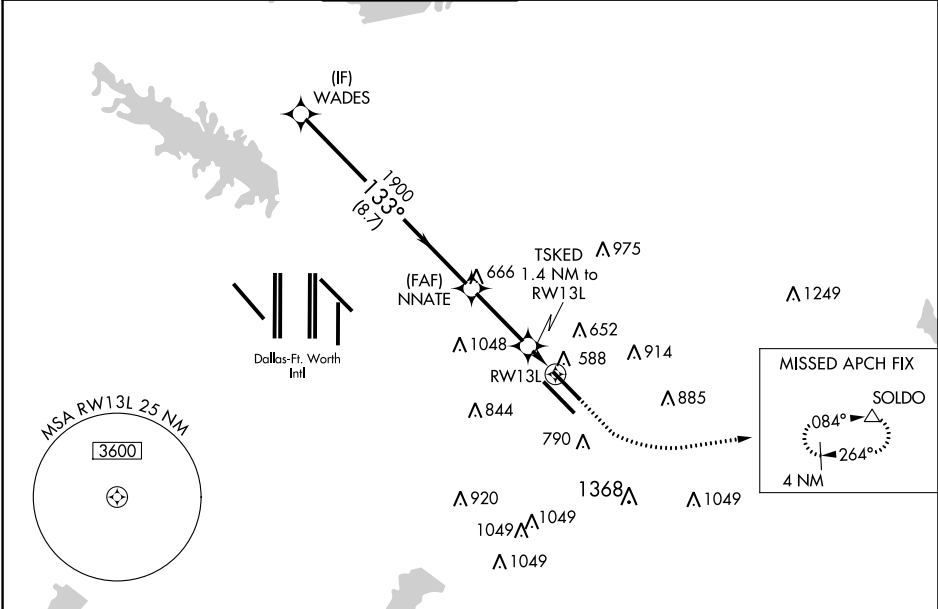 (IF)
WADES
1900
133°
(8.7)
TSKED
1.4 NM to
RW13L
975
(FAF)
NNATE
666
1249
652
1048
588
914
RW13L
Dallas-Ft. Worth
Intl
MISSED APCH FIX
SOLDO
084°
264°
4 NM
885
844
790
MSA RW13L 25 NM
3600
1368
920
1049
1049
1049
1049